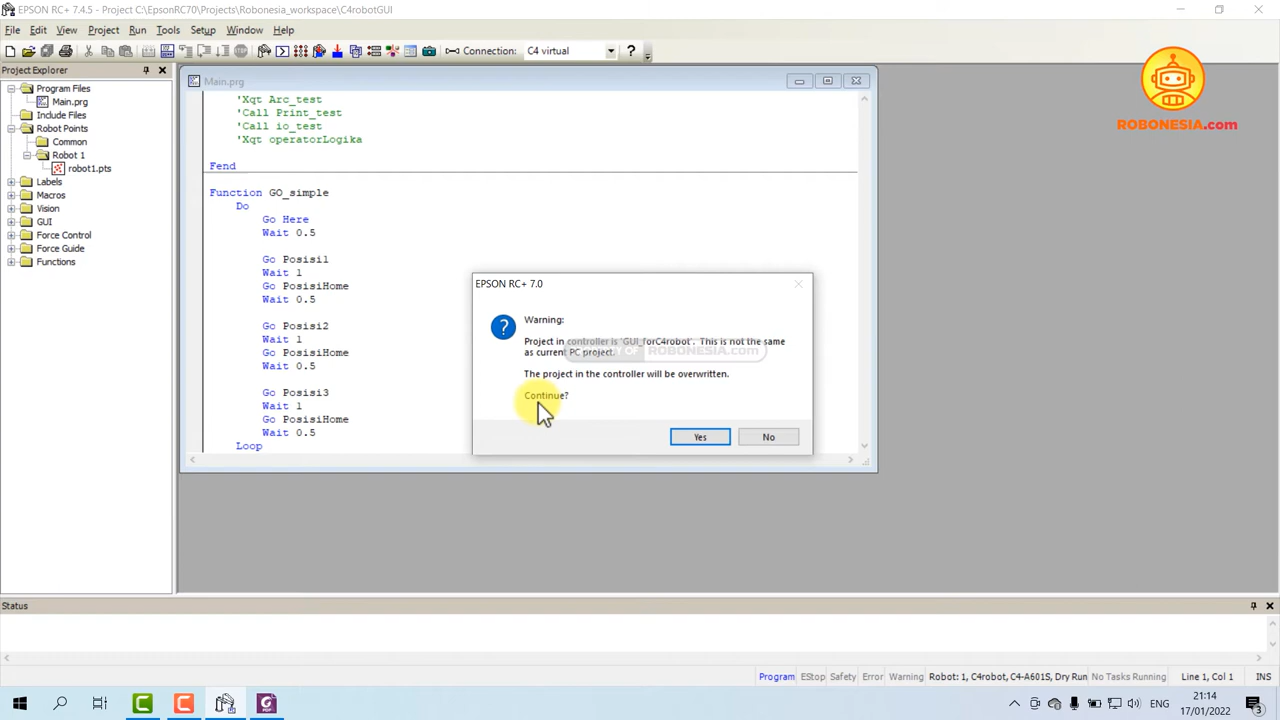 EPSON RC+ 7.4.5 - Project C:\EpsonRC70\Projects\Robonesia_workspace\C4robotGUI
File Edit View Project Run Tools Setup Window Help
Connection: C4 virtual ?
Project Explorer
Program Files
Main.prg
Include Files
Robot Points
Common
Robot 1
robot1.pts
Labels
Macros
Vision
GUI
Force Control
Force Guide
Functions
Main.prg
'Xqt Arc_test
'Call Print_test
'Call io_test
'Xqt operatorLogika
Fend
Function GO_simple
Do
Go Here
Wait 0.5
Go Posisi1
Wait 1
Go PosisiHome
Wait 0.5
Go Posisi2
Wait 1
Go PosisiHome
Wait 0.5
Go Posisi3
Wait 1
Go PosisiHome
Wait 0.5
Loop
EPSON RC+ 7.0
Warning:
Project in controller is 'GUI_forC4robot'. This is not the same
as current PC project.
The project in the controller will be overwritten.
Continue?
Yes No
ROBONESIA.com
ROBONESIA.com
Status
Program EStop Safety Error Warning Robot: 1, C4robot, C4-A601S, Dry Run No Tasks Running Line 1, Col 1 INS
ENG
21:14
17/01/2022
3